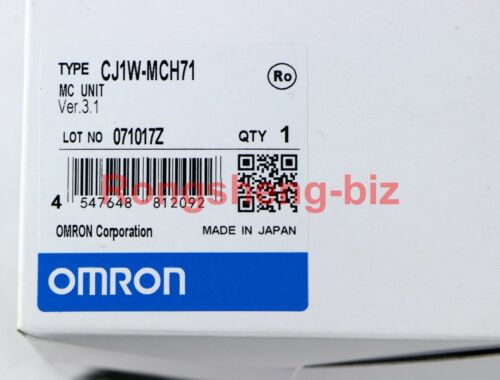 TYPE CJ1W-MCH71
Ro
MC UNIT
Ver.3.1
LOT NO 071017Z QTY 1
Rongsheng-biz
4 547648 812092
OMRON Corporation MADE IN JAPAN
OMRON